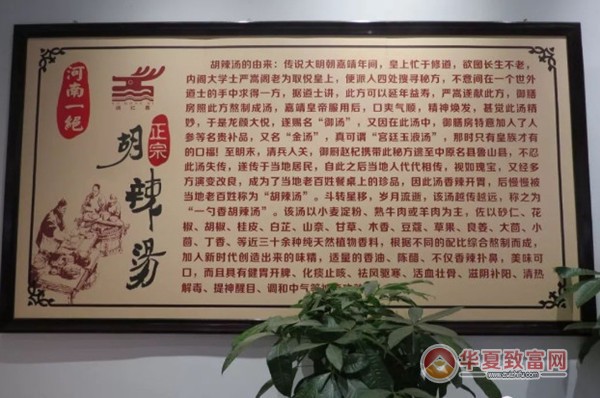 河南一绝
正宗
胡辣汤
胡辣汤的由来：传说大明朝嘉靖年间，皇上忙于修道，欲图长生不老，
内阁大学士严嵩阁老为取悦皇上，便派人四处搜寻秘方，不意间在一个世外
道士的手中求得一方，据道士讲，此方可以延年益寿，严嵩遂献此方，御膳
房照此方熬制成汤，嘉靖皇帝服用后，口爽气顺，精神焕发，甚觉此汤精
妙，于是龙颜大悦，遂赐名“御汤”，又因在此汤中，御膳房特意加入了人
参等名贵补品，又名“金汤”，真可谓“宫廷玉液汤”，那时只有皇族才有
的口福！至明末，清兵入关，御厨赵杞携带此秘方逃至中原名县鲁山县，不忍
此汤失传，遂传于当地居民，自此之后当地人代代相传，视如瑰宝，又经多
方演变改良，成为了当地老百姓餐桌上的珍品，因此汤香辣开胃，后慢慢被
当地老百姓称为“胡辣汤”。斗转星移，岁月流逝，该汤越传越远，称之为
“一勺香胡辣汤”。该汤以小麦淀粉、熟牛肉或羊肉为主，佐以砂仁、花
椒、胡椒、桂皮、白芷、山奈、甘草、木香、豆蔻、草果、良姜、大茴、小
茴、丁香、等近三十余种纯天然植物香料，根据不同的配比综合熬制而成，
加入新时代创造出来的味精，适量的香油、陈醋、不仅香辣扑鼻，美味可
口，而且具有健胃开脾、化痰止咳、祛风驱寒、活血壮骨、滋阴补阳、清热
解毒、提神醒目、调和中气等
华夏致富网